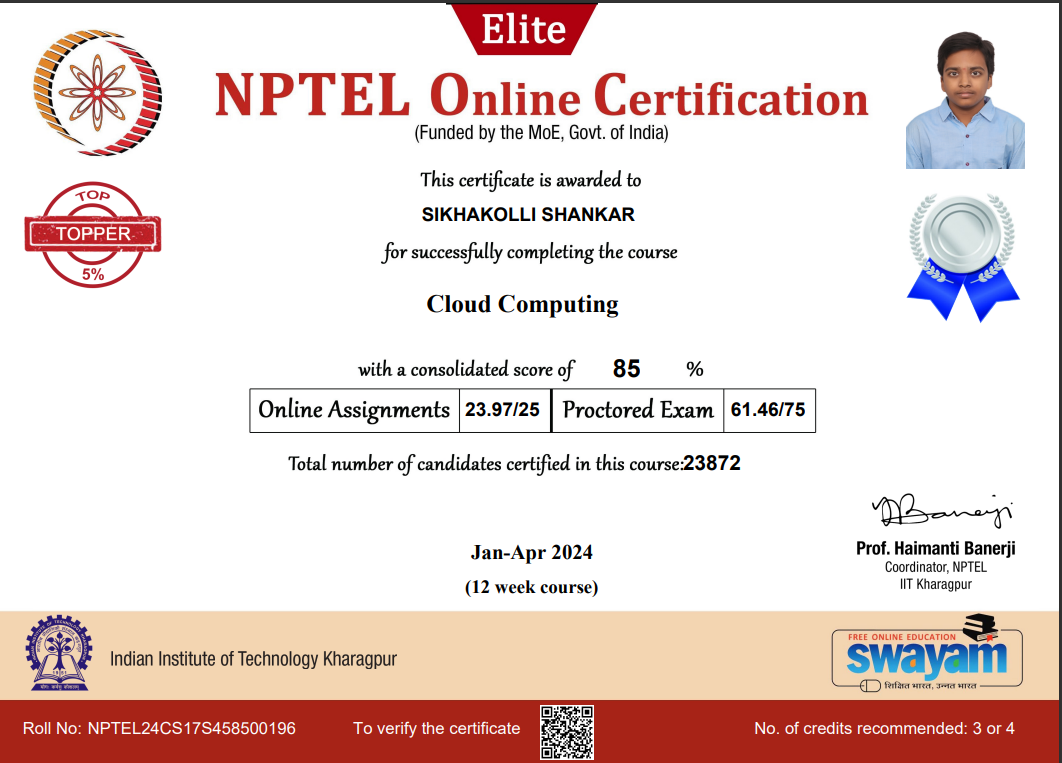 Elite
NPTEL Online Certification
(Funded by the MoE, Govt. of India)
This certificate is awarded to
SIKHAKOLLI SHANKAR
for successfully completing the course
TOP
TOPPER
5%
Cloud Computing
with a consolidated score of 85 %
Online Assignments 23.97/25 Proctored Exam 61.46/75
Total number of candidates certified in this course:23872
Prof. Haimanti Banerji
Coordinator, NPTEL
IIT Kharagpur
Jan-Apr 2024
(12 week course)
Indian Institute of Technology Kharagpur
FREE ONLINE EDUCATION
swayam
शिक्षित भारत, उन्नत भारत
Roll No: NPTEL24CS17S458500196 To verify the certificate No. of credits recommended: 3 or 4